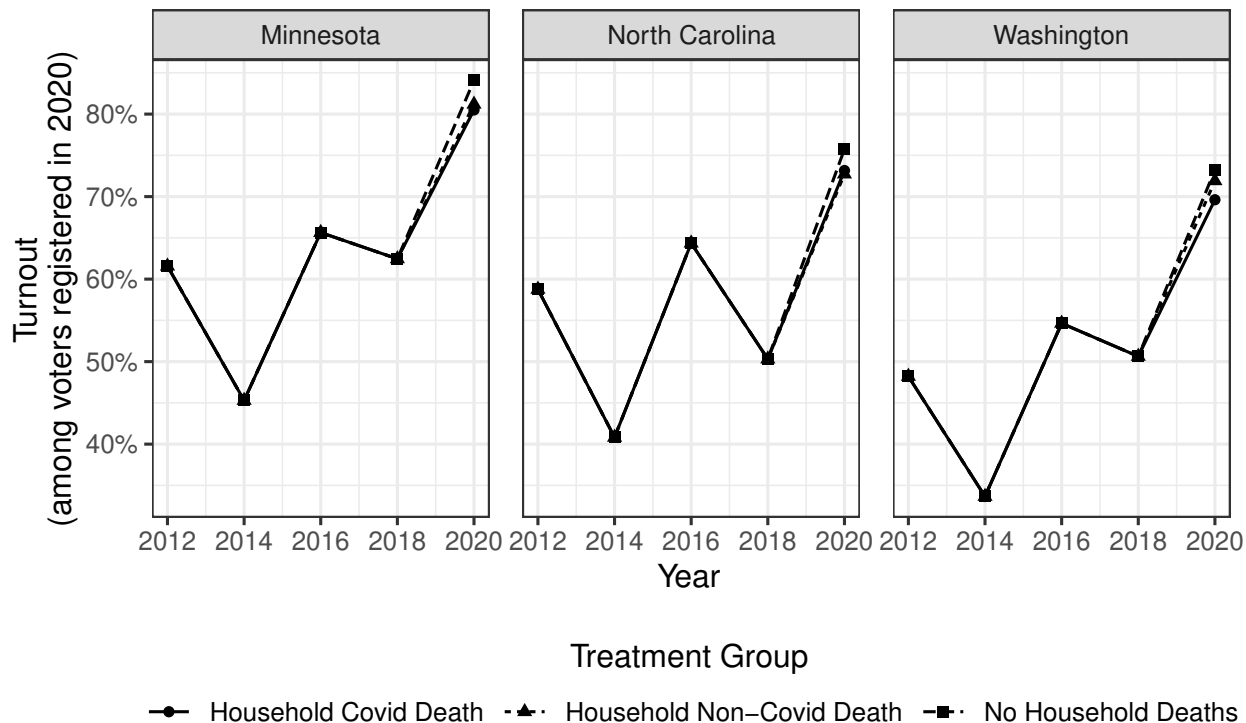 Minnesota
North Carolina
Washington
Turnout
(among voters registered in 2020)
80%
70%
60%
50%
40%
2012 2014 2016 2018 2020 2012 2014 2016 2018 2020 2012 2014 2016 2018 2020
Year
Treatment Group
Household Covid Death Household Non−Covid Death No Household Deaths